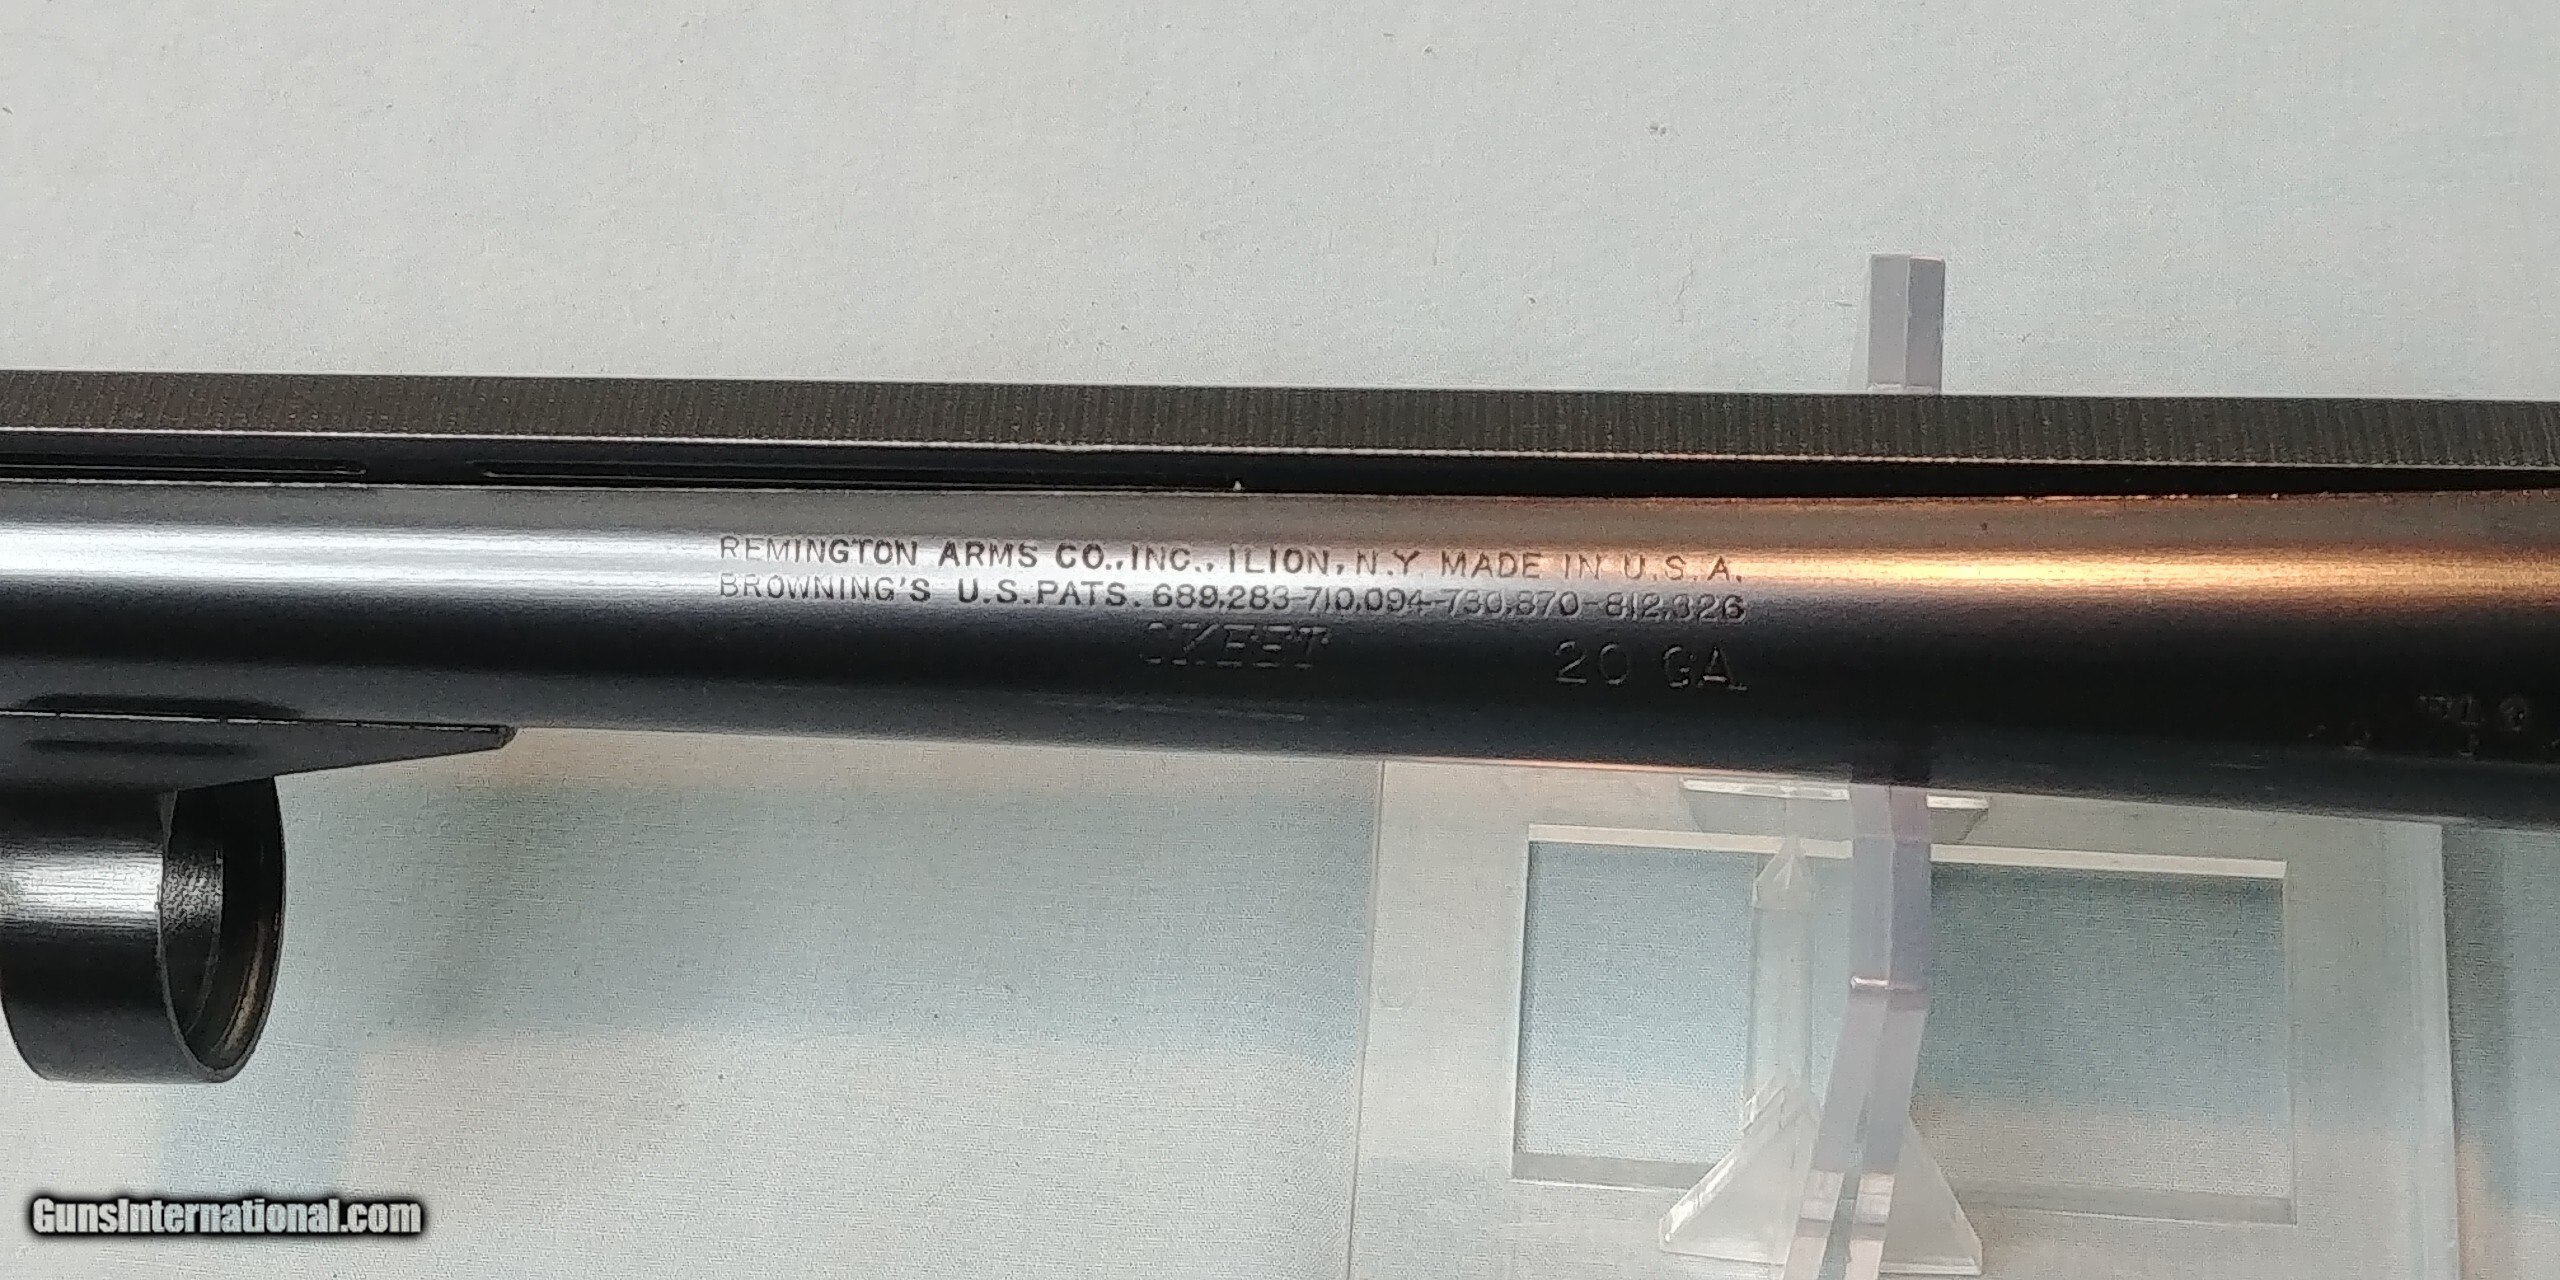 REMINGTON ARMS CO., INC., ILION, N.Y. MADE IN U.S.A.
BROWNING'S U.S. PATS. 689,283-710,094-730,870-812,326
SKEET 20 GA.
GunsInternational.com